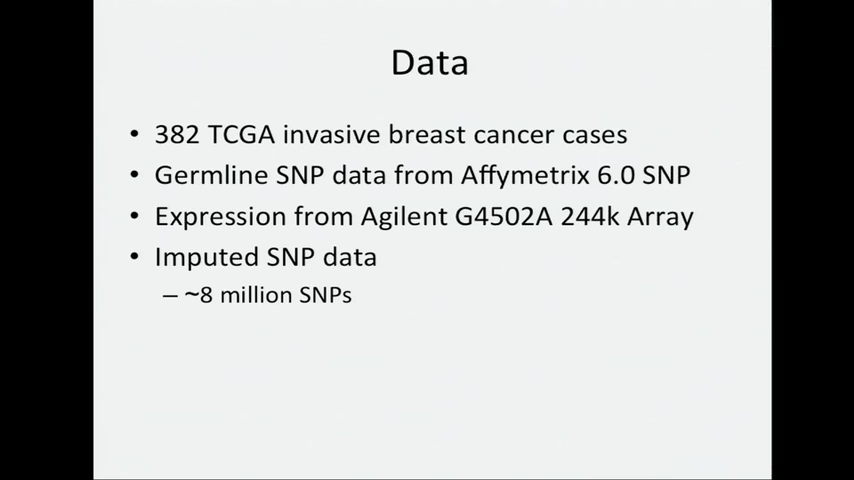 Data
• 382 TCGA invasive breast cancer cases
• Germline SNP data from Affymetrix 6.0 SNP
• Expression from Agilent G4502A 244k Array
• Imputed SNP data
– ~8 million SNPs